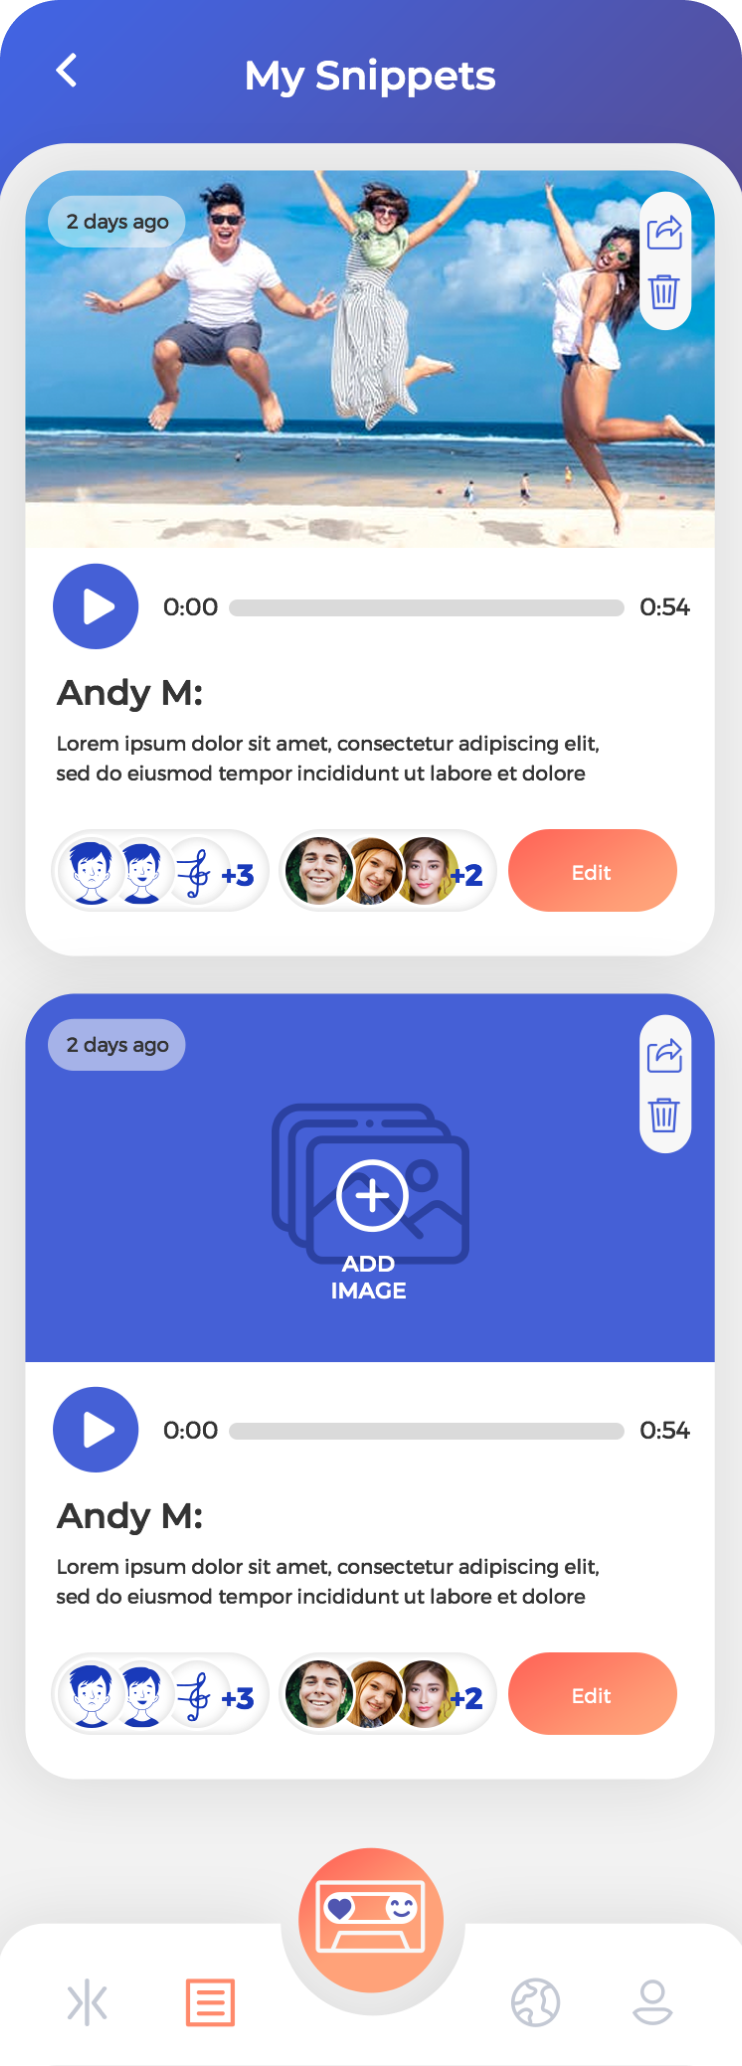 My Snippets
2 days ago
0:00
0:54
Andy M:
Lorem ipsum dolor sit amet, consectetur adipiscing elit,
sed do eiusmod tempor incididunt ut labore et dolore
+3
+2
Edit
2 days ago
ADD
IMAGE
0:00
0:54
Andy M:
Lorem ipsum dolor sit amet, consectetur adipiscing elit,
sed do eiusmod tempor incididunt ut labore et dolore
+3
+2
Edit